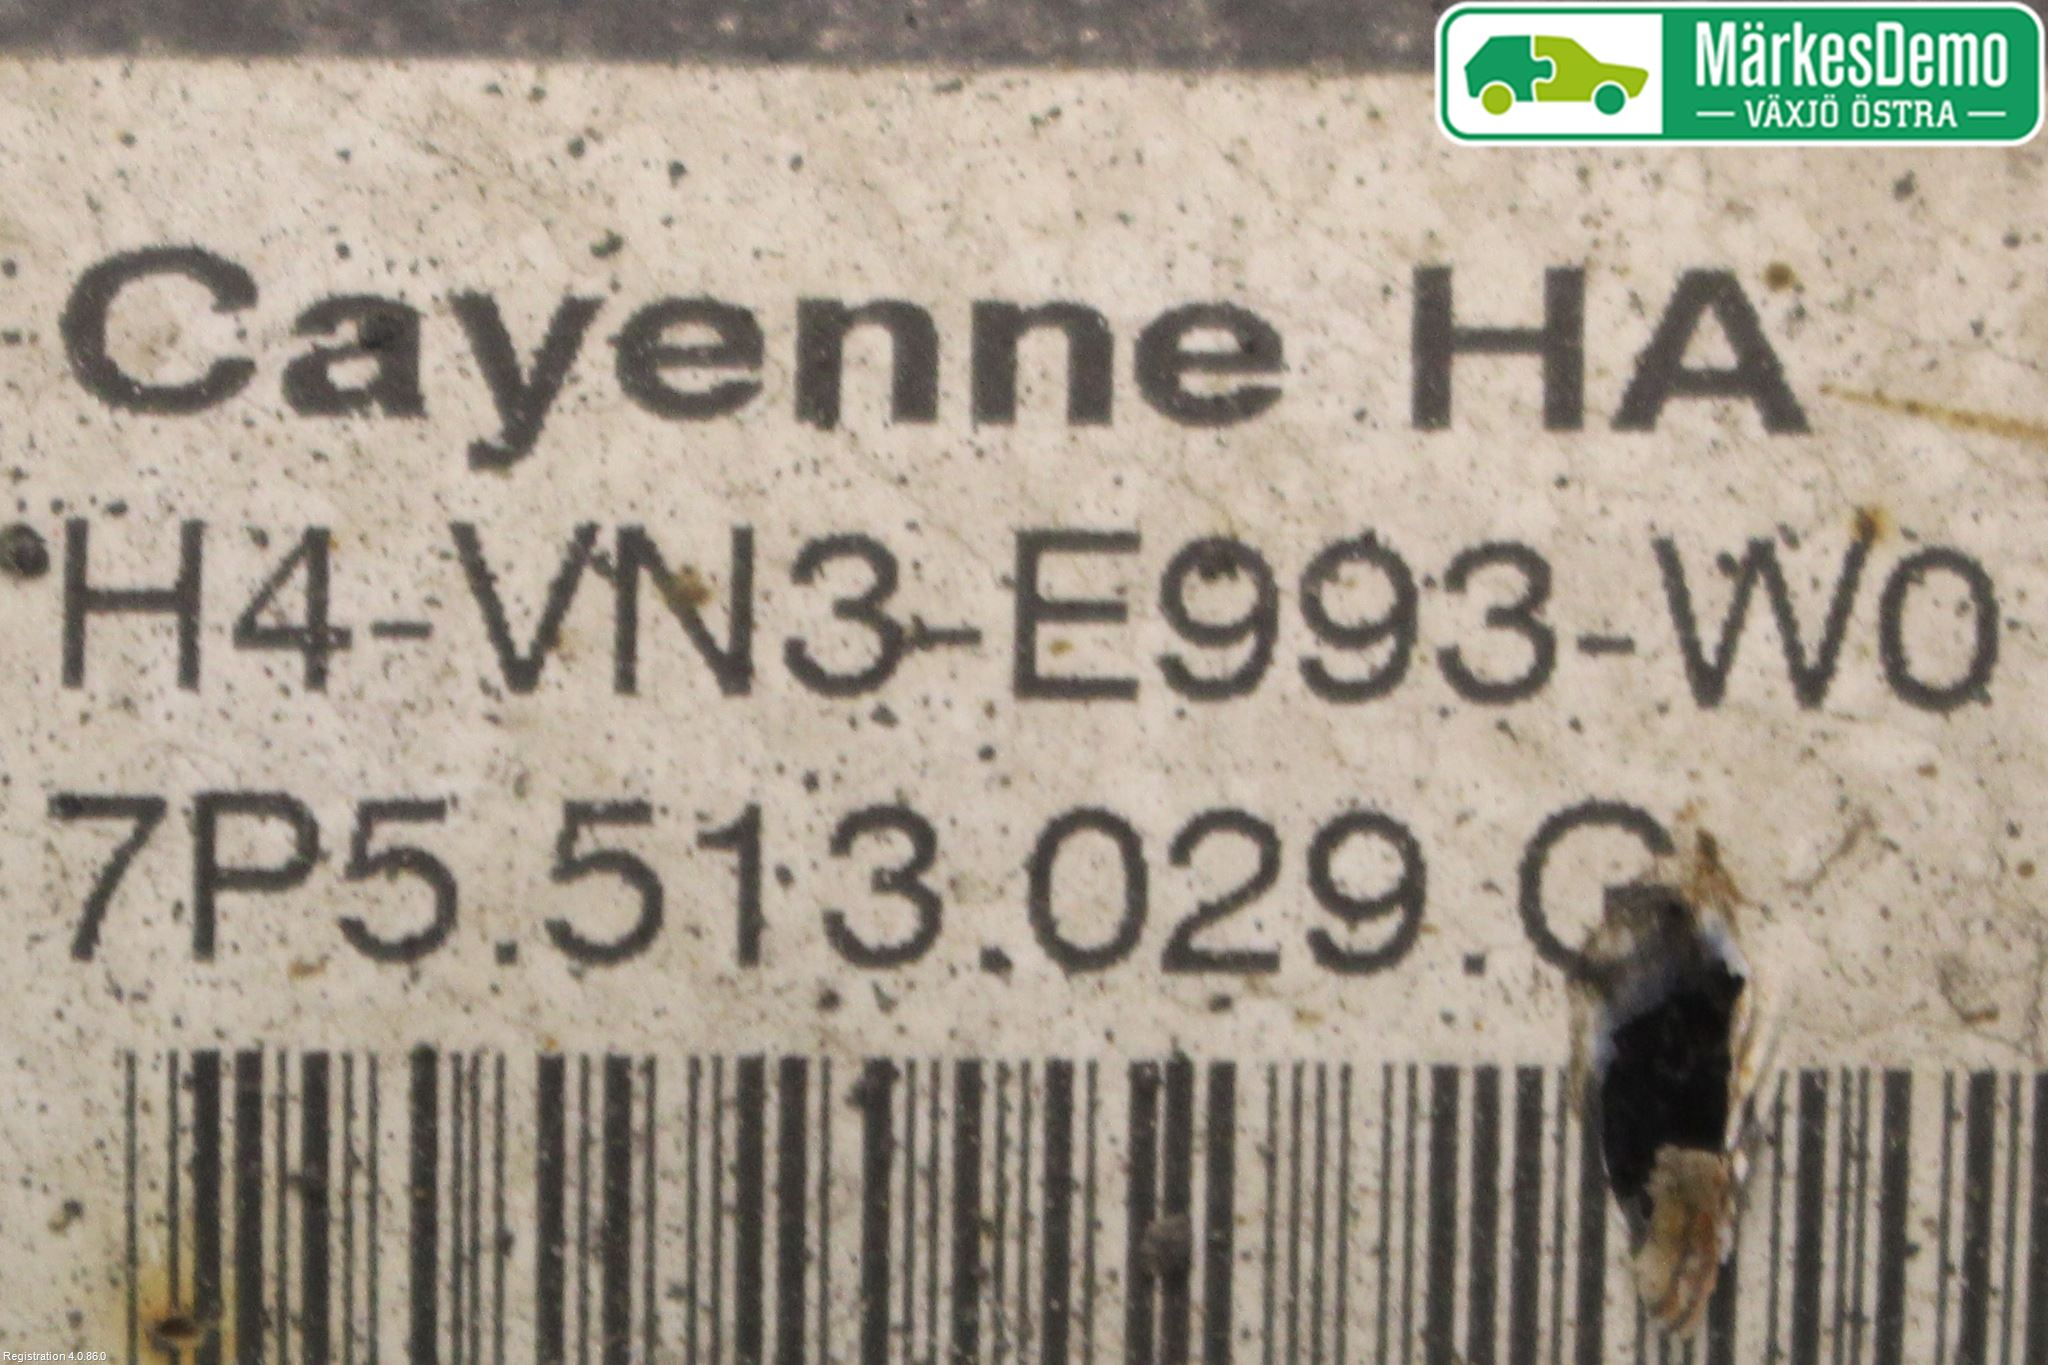 MärkesDemo
VÄXJÖ ÖSTRA
Cayenne HA
H4-VN3-E993-W0
7P5.513.029.
Registration 4.0.86.0